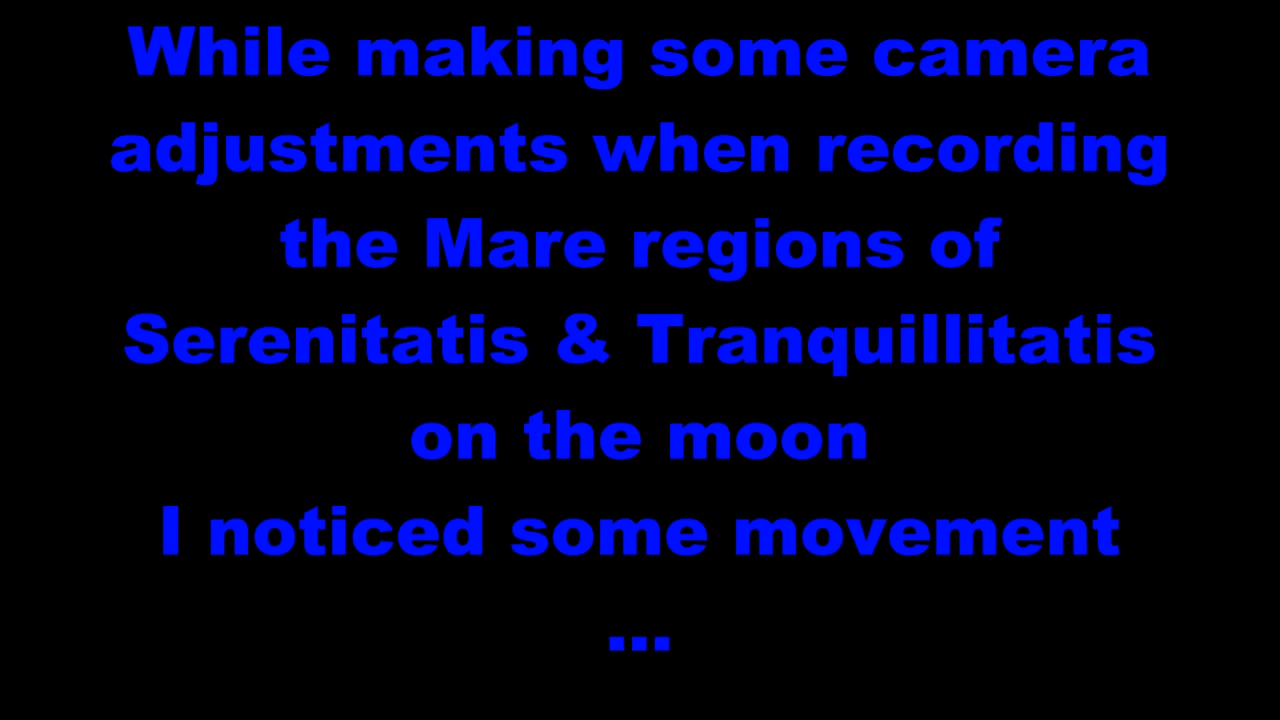 While making some camera
adjustments when recording
the Mare regions of
Serenitatis & Tranquillitatis
on the moon
I noticed some movement
...